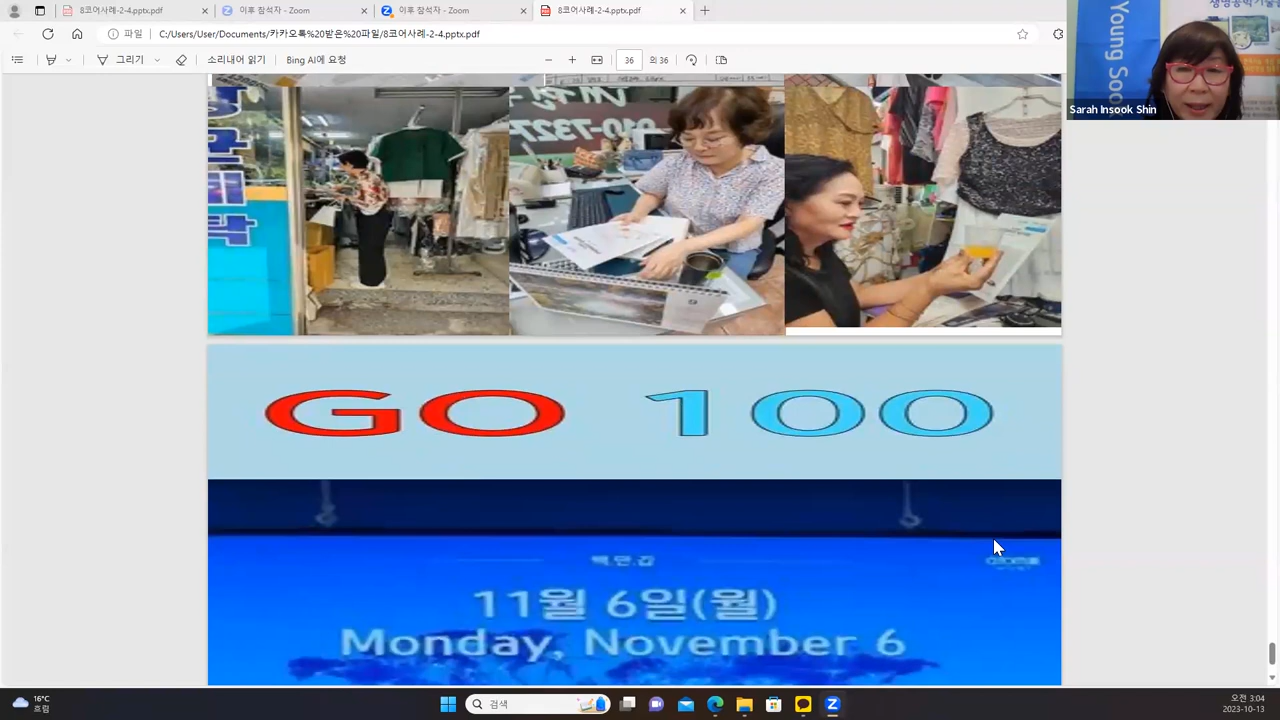 8코어사례-2-4.pptx.pdf
이후 참석자 - Zoom
이후 참석자 - Zoom
8코어사례-2-4.pptx.pdf
파일
C:/Users/User/Documents/카카오톡%20받은%20파일/8코어사례-2-4.pptx.pdf
그리기
소리내어 읽기
Bing AI에 요청
36
의 36
Young Soo
Sarah Insook Shin
GO 100
11월 6일(월)
Monday, November 6
16°C
흐림
검색
오전 3:04
2023-10-13